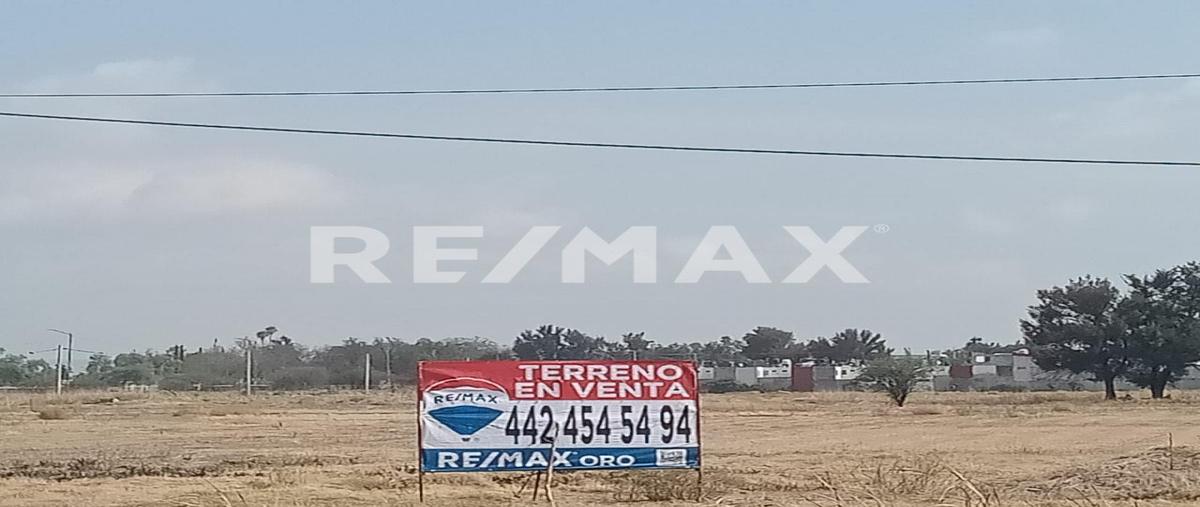 RE/MAX®
TERRENO
EN VENTA
RE/MAX
442 454 54 94
RE/MAX ORO